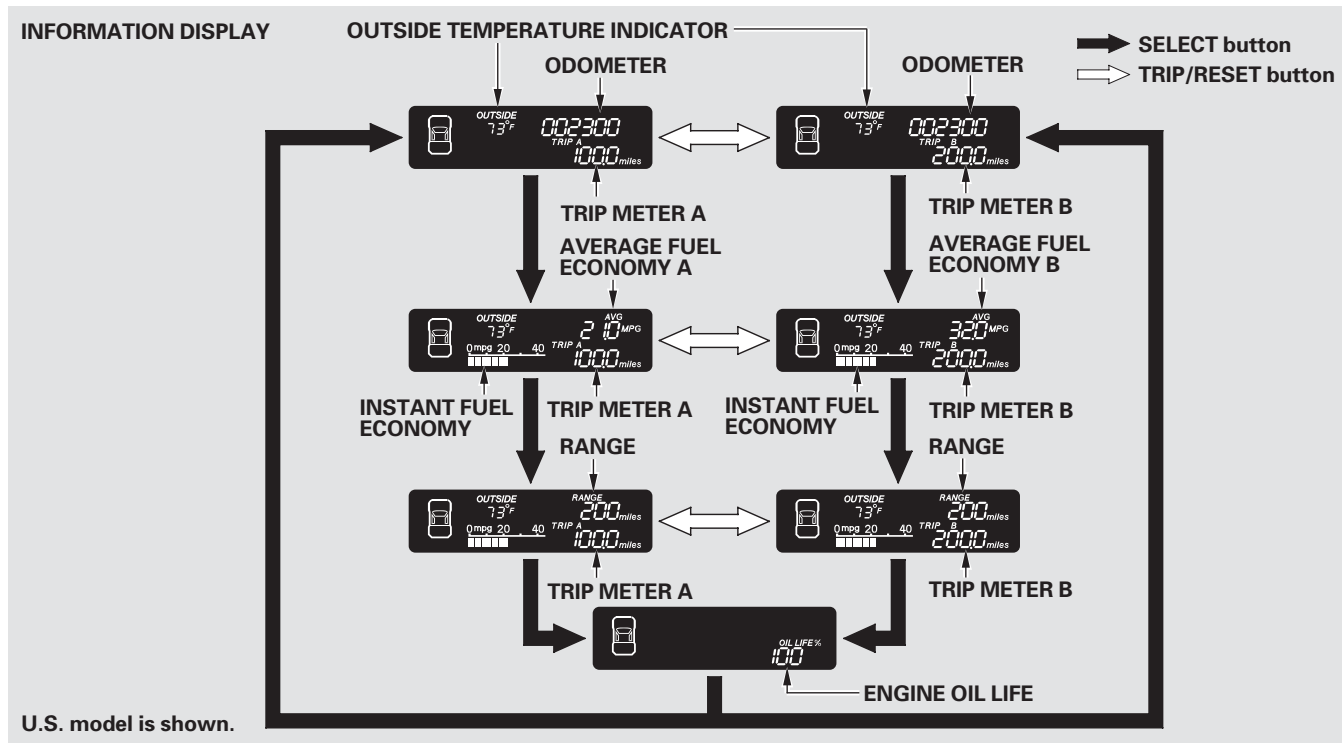 INFORMATION DISPLAY
OUTSIDE TEMPERATURE INDICATOR
SELECT button
TRIP/RESET button
ODOMETER
ODOMETER
OUTSIDE
73°F
002300
TRIP A
100.0 miles
OUTSIDE
73°F
002300
TRIP B
200.0 miles
TRIP METER A
TRIP METER B
AVERAGE FUEL
ECONOMY A
AVERAGE FUEL
ECONOMY B
OUTSIDE
73°F
AVG
21.0 MPG
0 mpg 20 40
TRIP A
100.0 miles
OUTSIDE
73°F
AVG
32.0 MPG
0 mpg 20 40
TRIP B
200.0 miles
INSTANT FUEL
ECONOMY
TRIP METER A
INSTANT FUEL
ECONOMY
TRIP METER B
RANGE
RANGE
OUTSIDE
73°F
RANGE
200 miles
0 mpg 20 40
TRIP A
100.0 miles
OUTSIDE
73°F
RANGE
200 miles
0 mpg 20 40
TRIP B
200.0 miles
TRIP METER A
TRIP METER B
OIL LIFE %
100
ENGINE OIL LIFE
U.S. model is shown.